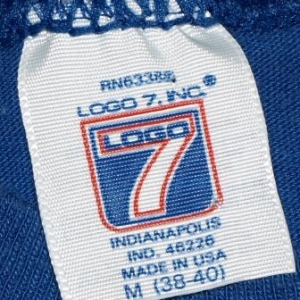 RN63388
LOGO 7, INC.®
LOGO
7
INDIANAPOLIS
IND. 46226
MADE IN USA
M (38-40)